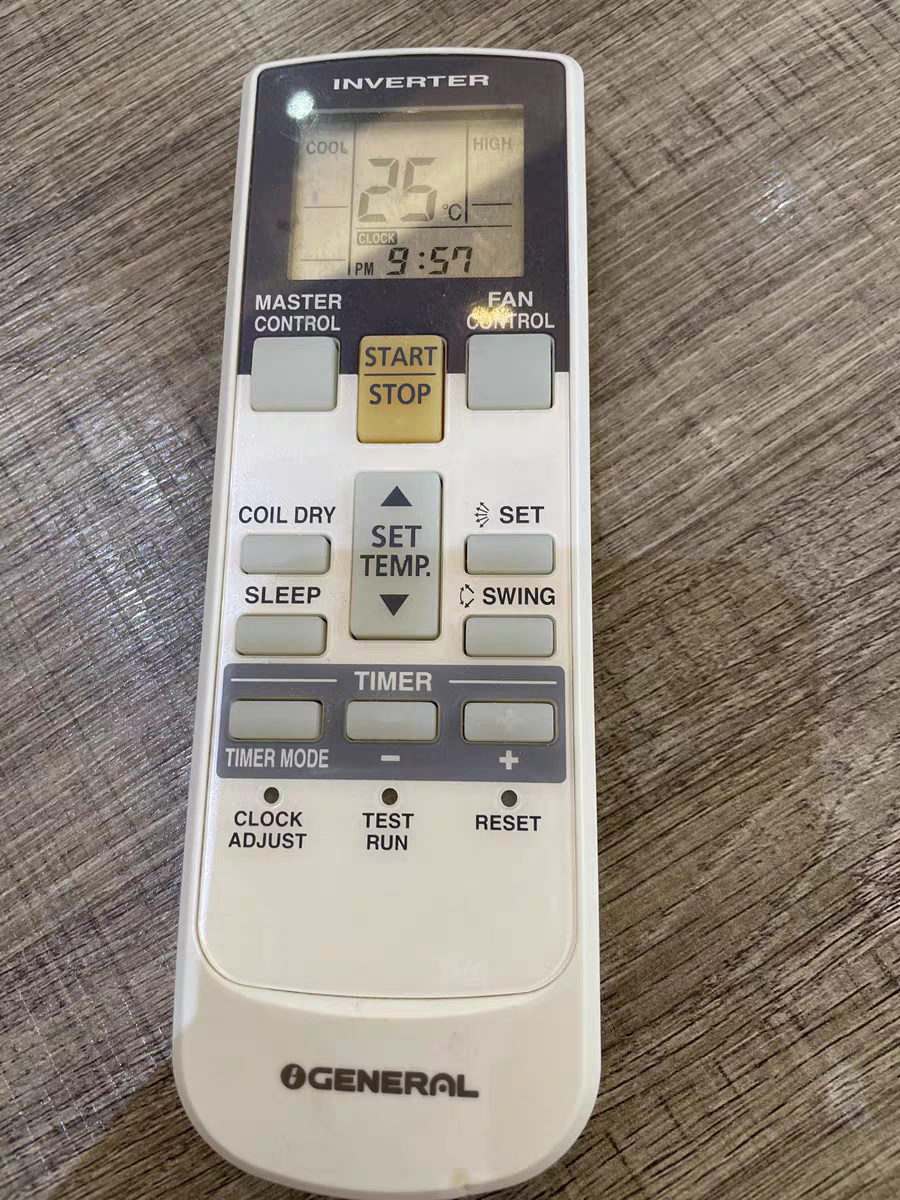 INVERTER
COOL
HIGH
25 °C
CLOCK
PM 9:57
MASTER
CONTROL
FAN
CONTROL
START
STOP
COIL DRY
SET
SET
TEMP.
SLEEP
SWING
TIMER
TIMER MODE
-
+
CLOCK
ADJUST
TEST
RUN
RESET
GENERAL